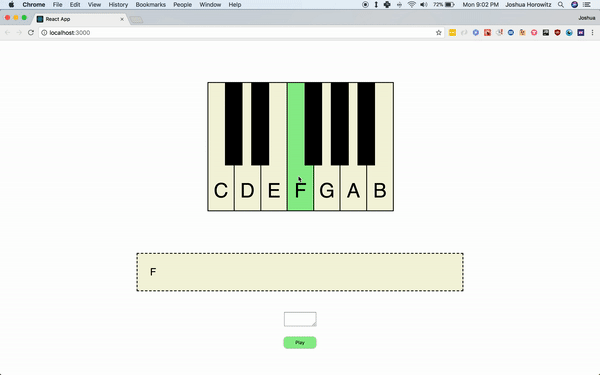 Chrome File Edit View History Bookmarks People Window Help 72% Mon 9:02 PM Joshua Horowitz
React App Joshua
localhost:3000
C D E F G A B
F
Play